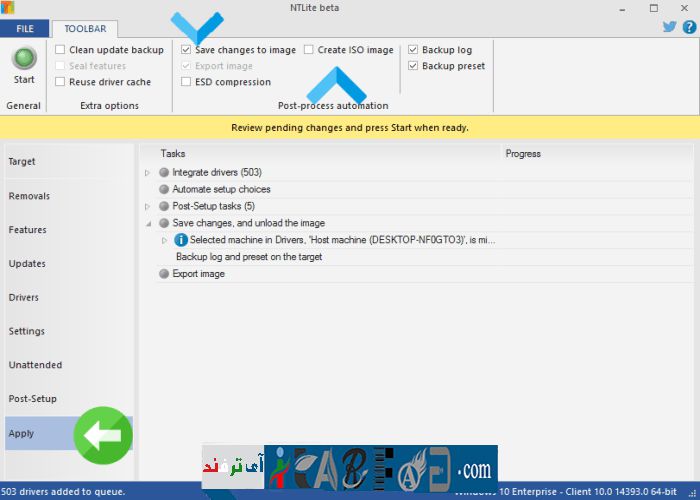 NTLite beta
FILE
TOOLBAR
Start
General
Clean update backup
Seal features
Reuse driver cache
Extra options
Save changes to image
Create ISO image
Export image
ESD compression
Post-process automation
Backup log
Backup preset
Review pending changes and press Start when ready.
Target
Removals
Features
Updates
Drivers
Settings
Unattended
Post-Setup
Apply
Tasks
Progress
Integrate drivers (503)
Automate setup choices
Post-Setup tasks (5)
Save changes, and unload the image
Selected machine in Drivers, 'Host machine (DESKTOP-NF0GTO3)', is mi...
Backup log and preset on the target
Export image
آی ترفند
.com
503 drivers added to queue.
Windows 10 Enterprise - Client 10.0 14393.0 64-bit